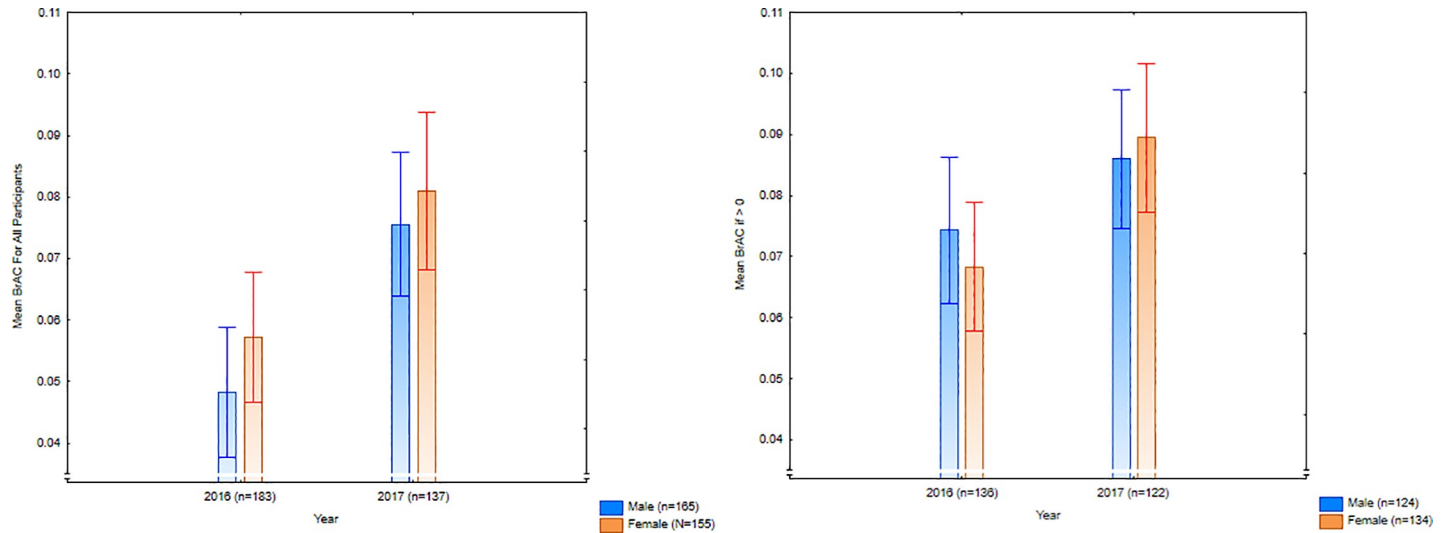 0.11
0.10
0.09
0.08
0.07
0.06
0.05
0.04
Mean BrAC For All Participants
2016 (n=183)
2017 (n=137)
Year
Male (n=165)
Female (N=155)
0.11
0.10
0.09
0.08
0.07
0.06
0.05
0.04
Mean BrAC if > 0
2016 (n=136)
2017 (n=122)
Year
Male (n=124)
Female (n=134)